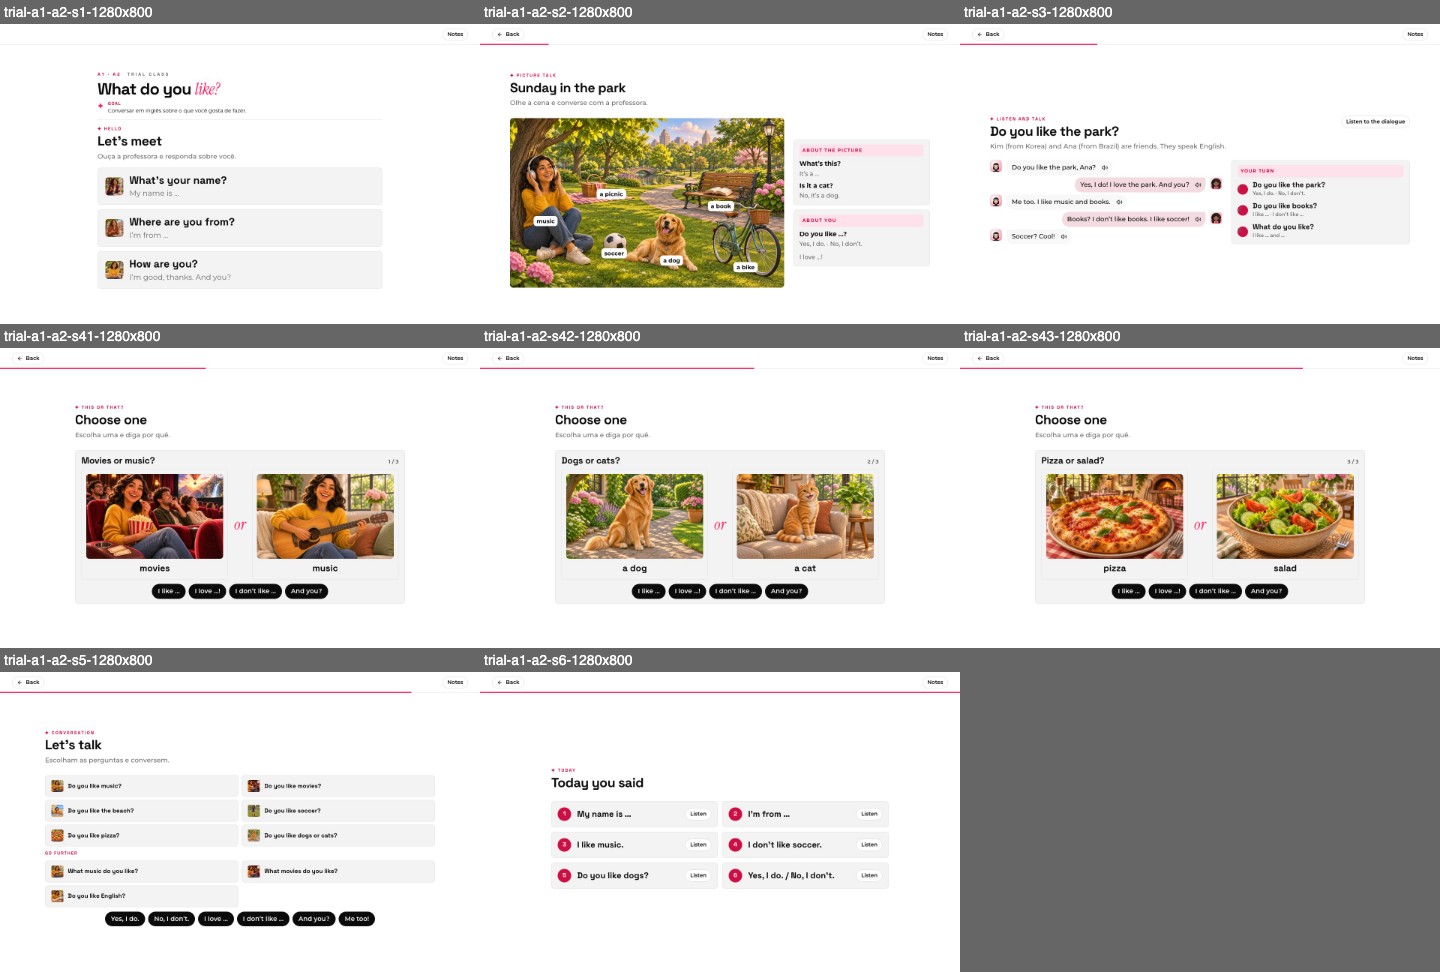 trial-a1-a2-s1-1280x800
Notes
A1 - A2 TRIAL CLASS
What do you like?
GOAL
Conversar em inglês sobre o que você gosta de fazer.
HELLO
Let's meet
Ouça a professora e responda sobre você.
What's your name?
My name is ...
Where are you from?
I'm from ...
How are you?
I'm good, thanks. And you?
trial-a1-a2-s2-1280x800
← Back
Notes
PICTURE TALK
Sunday in the park
Olhe a cena e converse com a professora.
a picnic
a book
music
soccer
a dog
a bike
ABOUT THE PICTURE
What's this?
It's a ...
Is it a cat?
No, it's a dog.
ABOUT YOU
Do you like ...?
Yes, I do. · No, I don't.
I love ...!
trial-a1-a2-s3-1280x800
← Back
Notes
LISTEN AND TALK
Do you like the park?
Listen to the dialogue
Kim (from Korea) and Ana (from Brazil) are friends. They speak English.
Do you like the park, Ana?
Yes, I do! I love the park. And you?
Me too. I like music and books.
Books? I don't like books. I like soccer!
Soccer? Cool!
YOUR TURN
Do you like the park?
Yes, I do. · No, I don't.
Do you like books?
I like ... · I don't like ...
What do you like?
I like ... and ...
trial-a1-a2-s41-1280x800
← Back
Notes
THIS OR THAT?
Choose one
Escolha uma e diga por quê.
Movies or music?
1 / 3
or
movies
music
I like ...
I love ...!
I don't like ...
And you?
trial-a1-a2-s42-1280x800
← Back
Notes
THIS OR THAT?
Choose one
Escolha uma e diga por quê.
Dogs or cats?
2 / 3
or
a dog
a cat
I like ...
I love ...!
I don't like ...
And you?
trial-a1-a2-s43-1280x800
← Back
Notes
THIS OR THAT?
Choose one
Escolha uma e diga por quê.
Pizza or salad?
3 / 3
or
pizza
salad
I like ...
I love ...!
I don't like ...
And you?
trial-a1-a2-s5-1280x800
← Back
Notes
CONVERSATION
Let's talk
Escolham as perguntas e conversem.
Do you like music?
Do you like movies?
Do you like the beach?
Do you like soccer?
Do you like pizza?
Do you like dogs or cats?
GO FURTHER
What music do you like?
What movies do you like?
Do you like English?
Yes, I do.
No, I don't.
I love ...
I don't like ...
And you?
Me too!
trial-a1-a2-s6-1280x800
← Back
Notes
TODAY
Today you said
1 My name is ... Listen
2 I'm from ... Listen
3 I like music. Listen
4 I don't like soccer. Listen
5 Do you like dogs? Listen
6 Yes, I do. / No, I don't. Listen